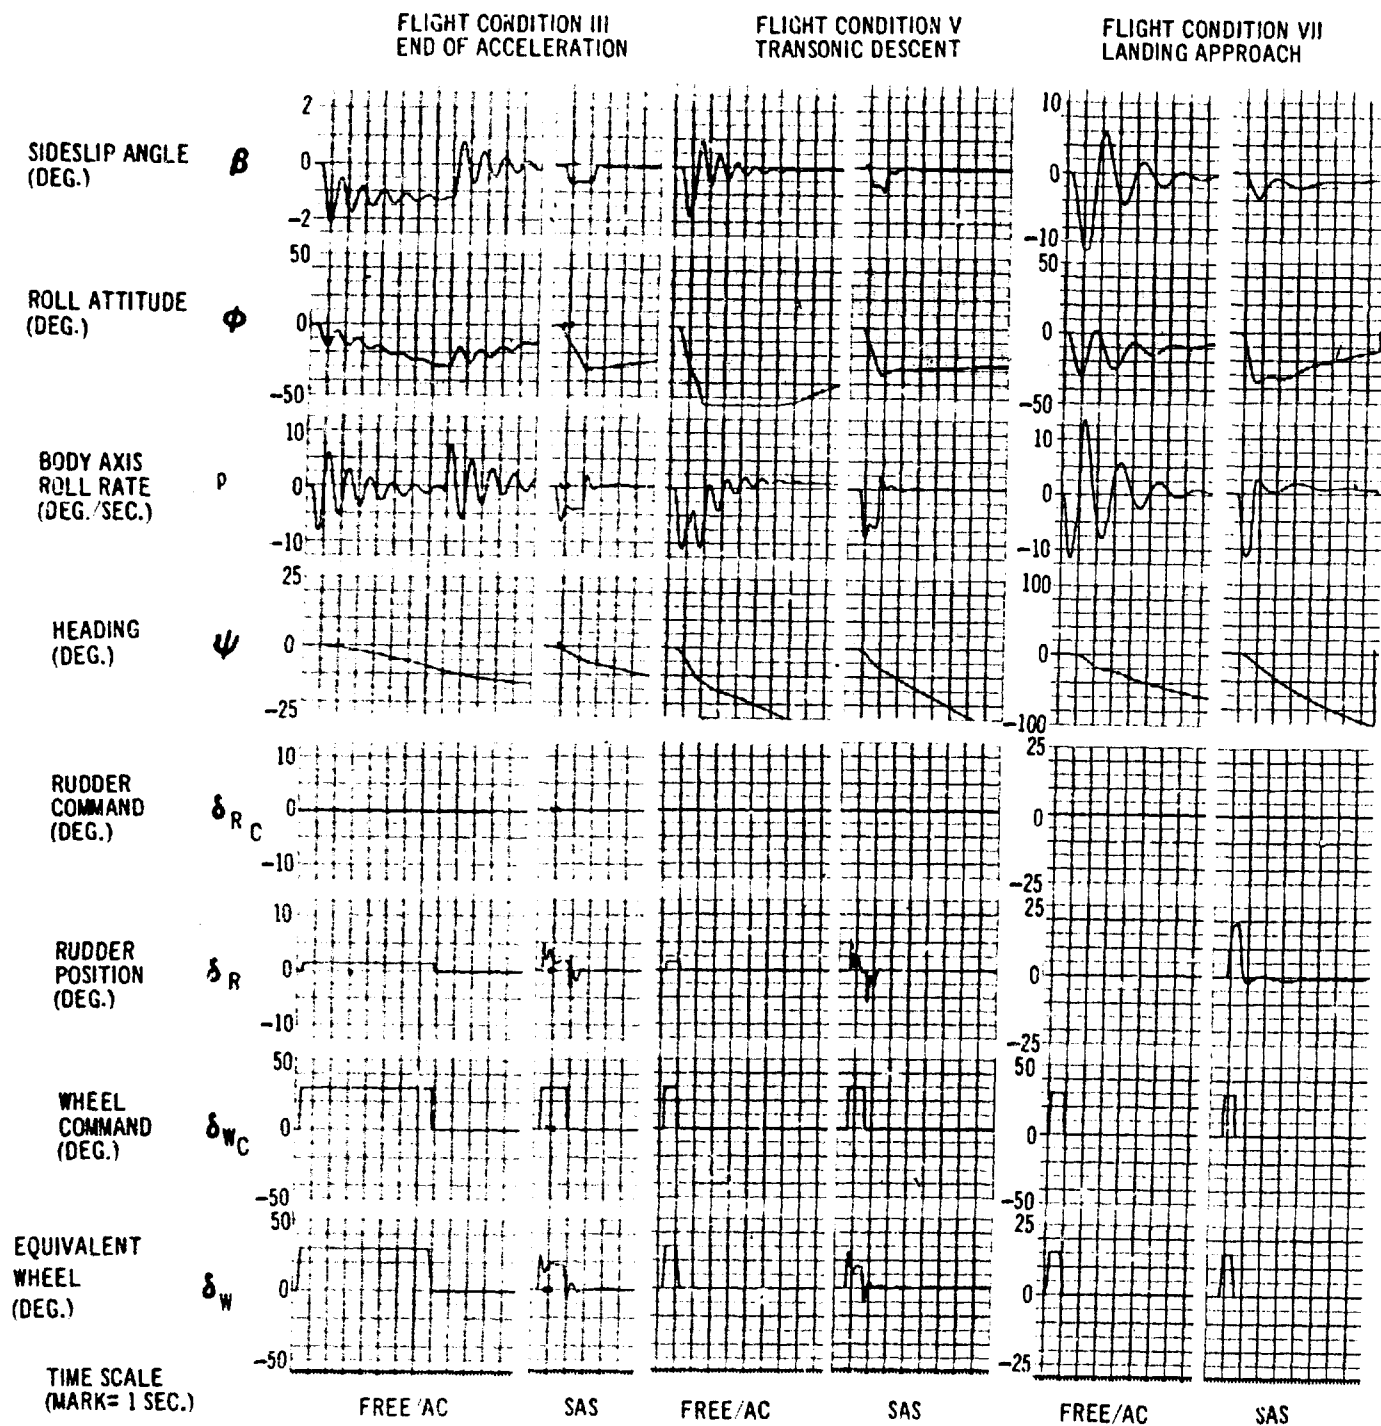 FLIGHT CONDITION III
END OF ACCELERATION
FLIGHT CONDITION V
TRANSONIC DESCENT
FLIGHT CONDITION VII
LANDING APPROACH
SIDESLIP ANGLE
(DEG.)
β
2
0
-2
10
0
-10
ROLL ATTITUDE
(DEG.)
Φ
50
0
-50
50
0
-50
BODY AXIS
ROLL RATE
(DEG./SEC.)
P
10
0
-10
10
0
-10
HEADING
(DEG.)
Ψ
25
0
-25
100
0
-100
RUDDER
COMMAND
(DEG.)
δRC
10
0
-10
25
0
-25
RUDDER
POSITION
(DEG.)
δR
10
0
-10
25
0
-25
WHEEL
COMMAND
(DEG.)
δWC
50
0
-50
50
0
-50
EQUIVALENT
WHEEL
(DEG.)
δW
50
0
-50
25
0
-25
TIME SCALE
(MARK= 1 SEC.)
FREE/AC
SAS
FREE/AC
SAS
FREE/AC
SAS